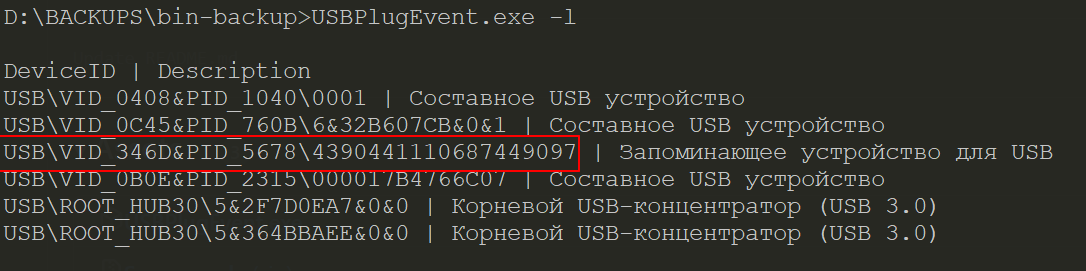 D:\BACKUPS\bin-backup>USBPlugEvent.exe -l
DeviceID | Description
USB\VID_0408&PID_1040\0001 | Составное USB устройство
USB\VID_0C45&PID_760B\6&32B607CB&0&1 | Составное USB устройство
USB\VID_346D&PID_5678\4390441110687449097 | Запоминающее устройство для USB
USB\VID_0B0E&PID_2315\000017B4766C07 | Составное USB устройство
USB\ROOT_HUB30\5&2F7D0EA7&0&0 | Корневой USB-концентратор (USB 3.0)
USB\ROOT_HUB30\5&364BBAEE&0&0 | Корневой USB-концентратор (USB 3.0)